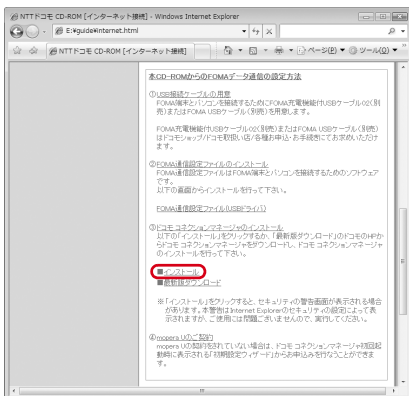 NTTドコモ CD-ROM [インターネット接続] - Windows Internet Explorer
E:¥guide¥internet.html
NTTドコモ CD-ROM [インターネット接続]
ページ(P) ツール(O)
本CD-ROMからのFOMAデータ通信の設定方法
①USB接続ケーブルの用意
FOMA端末とパソコンを接続するためにFOMA充電機能付USBケーブル02(別
売)またはFOMA USBケーブル(別売)を用意します。
FOMA充電機能付USBケーブル02(別売)またはFOMA USBケーブル(別売)
はドコモショップ/ドコモ取扱い店/各種お申込・お手続きにてお求めいただけ
ます。
②FOMA通信設定ファイルのインストール
FOMA通信設定ファイルはFOMA端末とパソコンを接続するためのソフトウェア
です。
以下の画面からインストールを行って下さい。
FOMA通信設定ファイル(USBドライバ)
③ドコモ コネクションマネージャのインストール
以下の「インストール」をクリックするか、「最新版ダウンロード」のドコモのHPか
らドコモ コネクションマネージャをダウンロードし、ドコモ コネクションマネージャ
のインストールを行って下さい。
■インストール
■最新版ダウンロード
※「インストール」をクリックすると、セキュリティの警告画面が表示される場合
があります。本警告はInternet Explorerのセキュリティの設定によって表
示されますが、ご使用には問題ございませんので、実行してください。
④mopera Uのご契約
mopera Uの契約をされていない場合は、ドコモ コネクションマネージャ初回起
動時に表示される「初期設定ウィザード」からお申込みを行なうことができま
す。